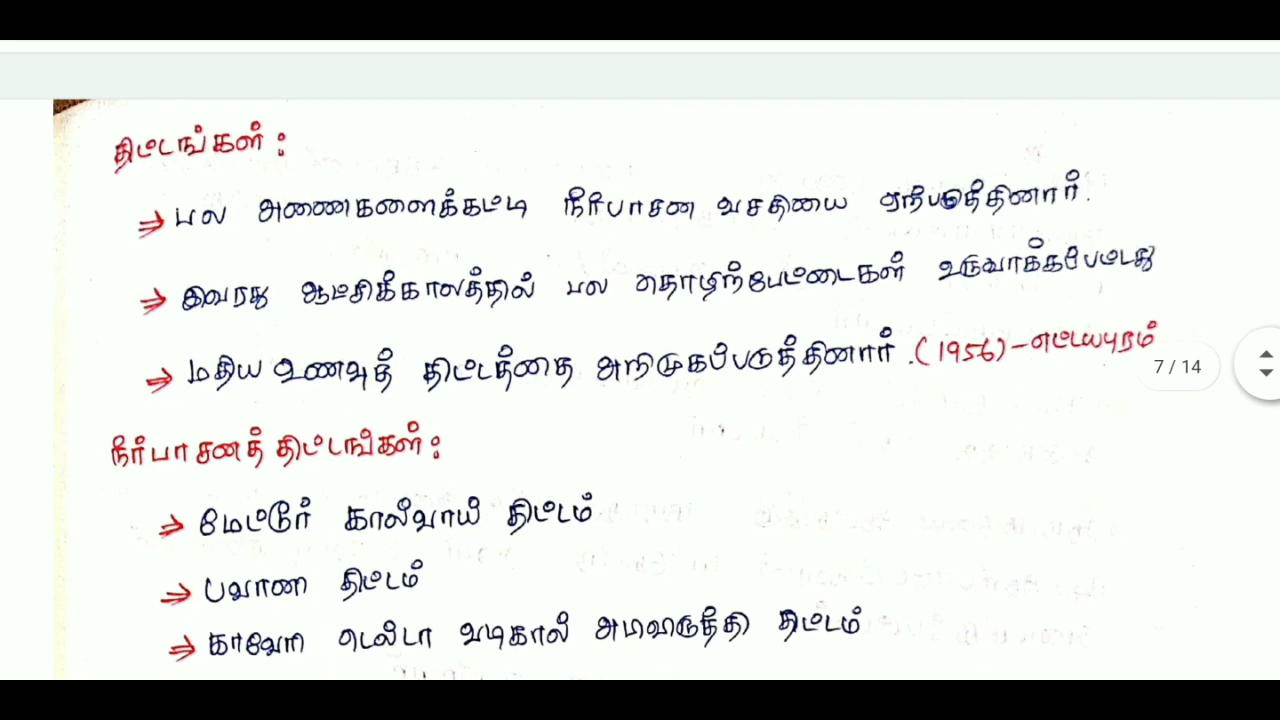 திட்டங்கள் :
⇒ பல அணைகளைக்கட்டி நீர்பாசன வசதியை ஏற்படுத்தினார்.
⇒ இவரது ஆட்சிக்காலத்தில் பல தொழிற்பேட்டைகள் உருவாக்கபேட்டது
⇒ மதிய உணவுத் திட்டத்தை அறிமுகப்படுத்தினார் .(1956)-எட்டயபுரம்
7 / 14
நீர்பாசனத் திட்டங்கள் :
⇒ மேட்டூர் கால்வாய் திட்டம்
⇒ பவானி திட்டம்
⇒ காவேரி டெல்டா வடிகால் அபிவிருத்தி திட்டம்